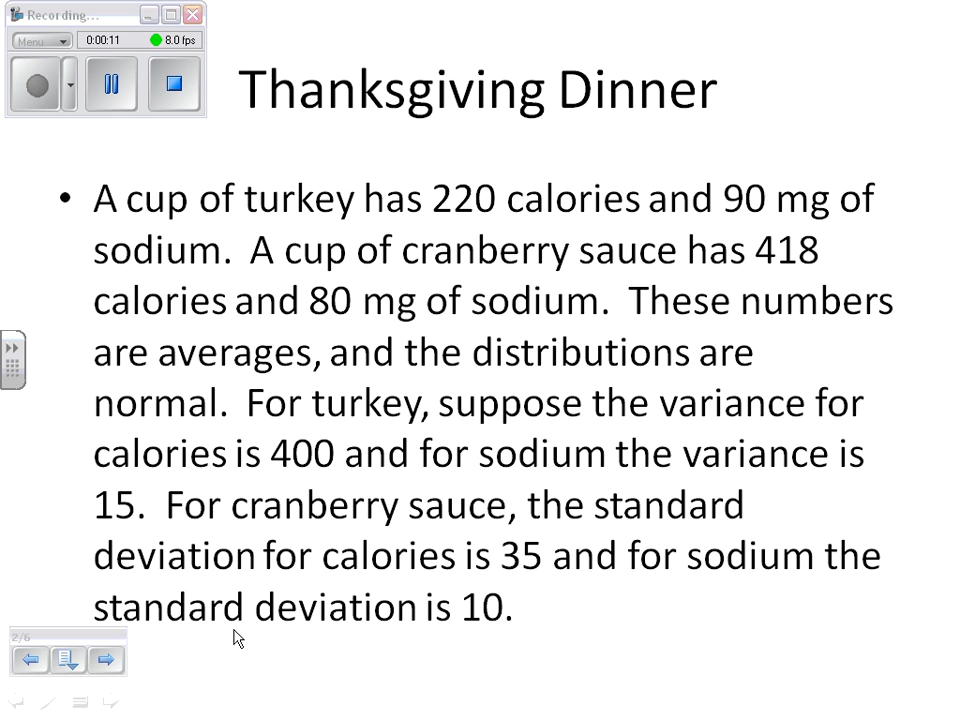 Recording...
Menu 0:00:11 8.0 fps
Thanksgiving Dinner
• A cup of turkey has 220 calories and 90 mg of
sodium.  A cup of cranberry sauce has 418
calories and 80 mg of sodium.  These numbers
are averages, and the distributions are
normal.  For turkey, suppose the variance for
calories is 400 and for sodium the variance is
15.  For cranberry sauce, the standard
deviation for calories is 35 and for sodium the
standard deviation is 10.
2/6